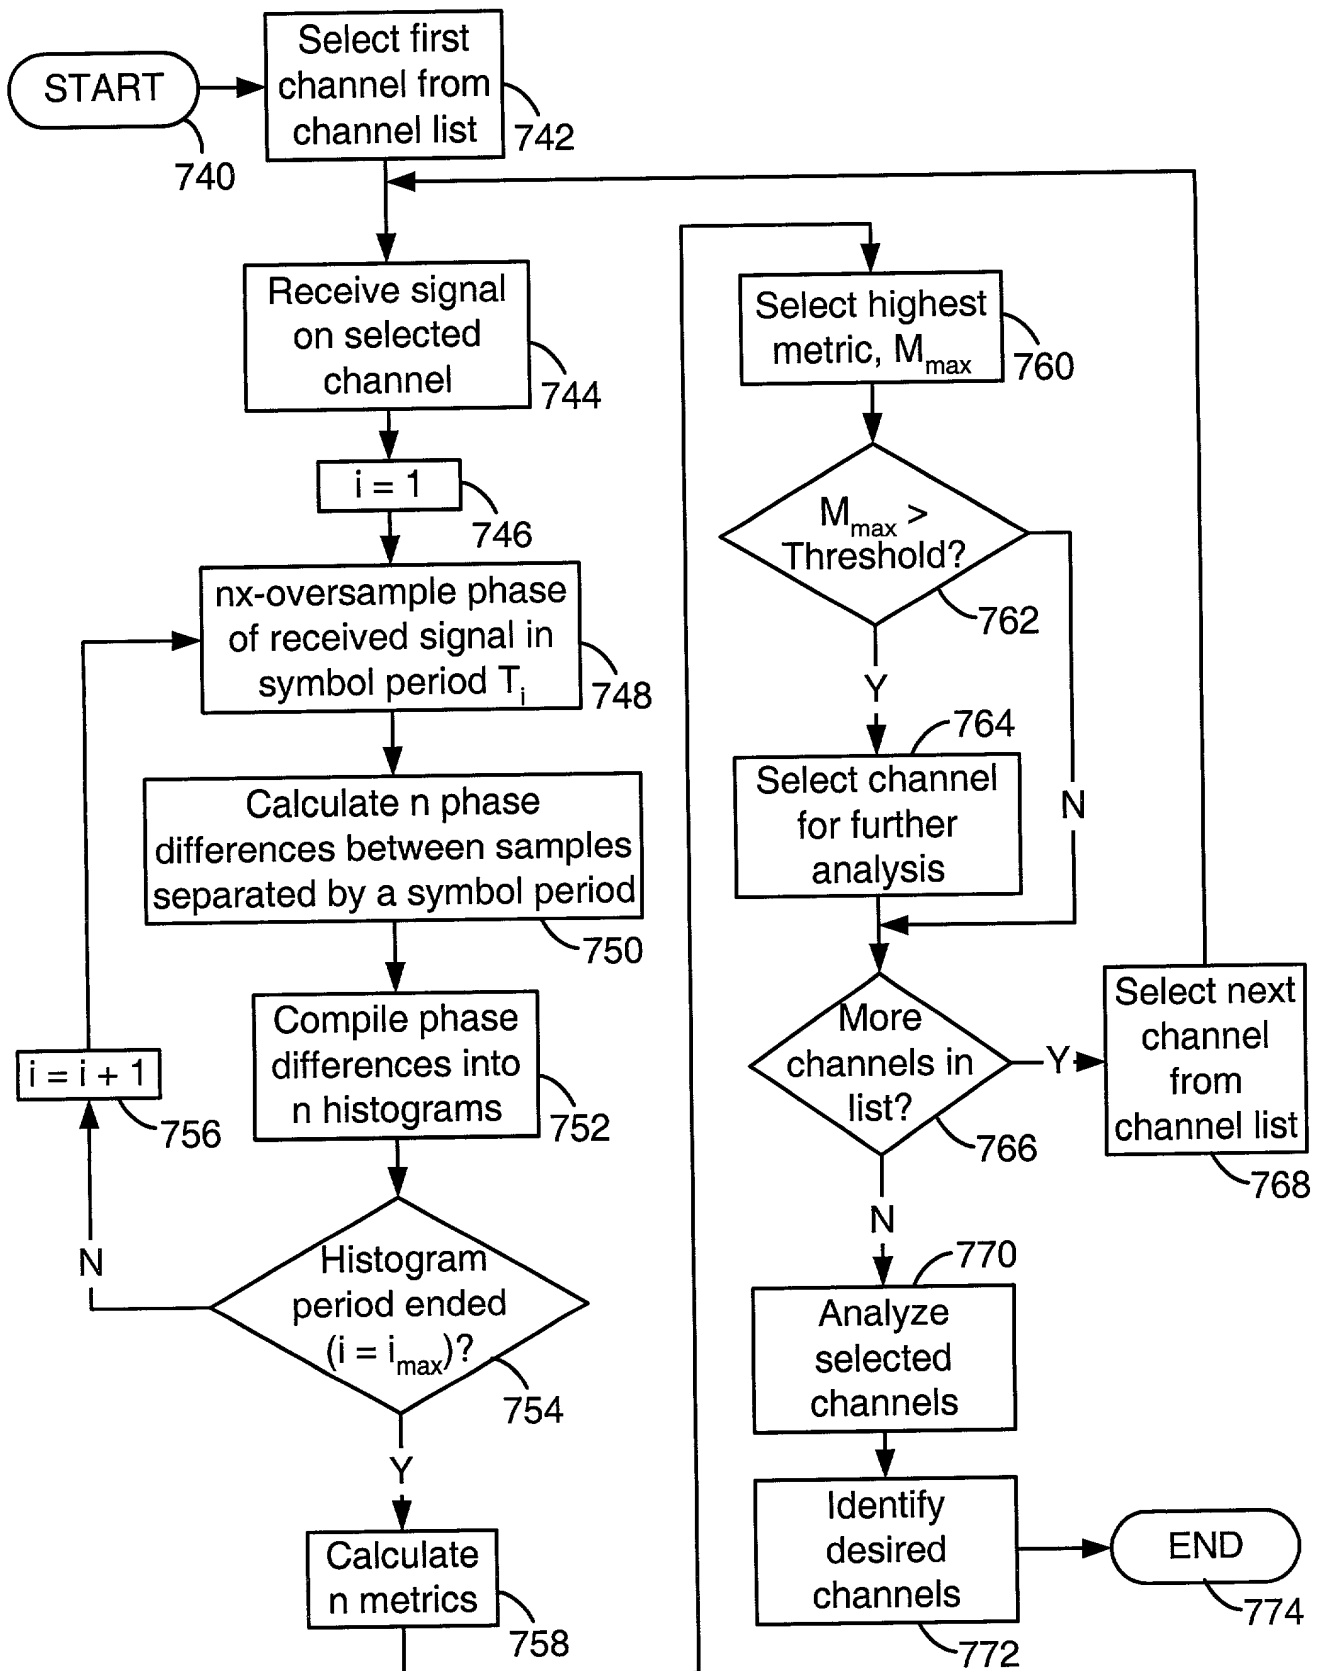 START
740
Select first
channel from
channel list
742
Receive signal
on selected
channel
744
i = 1
746
nx-oversample phase
of received signal in
symbol period Ti
748
Calculate n phase
differences between samples
separated by a symbol period
750
Compile phase
differences into
n histograms
752
i = i + 1
756
N
Histogram
period ended
(i = imax)?
754
Y
Calculate
n metrics
758
Select highest
metric, Mmax
760
Mmax >
Threshold?
762
Y
N
764
Select channel
for further
analysis
More
channels in
list?
766
Y
Select next
channel
from
channel list
768
N
770
Analyze
selected
channels
Identify
desired
channels
772
END
774